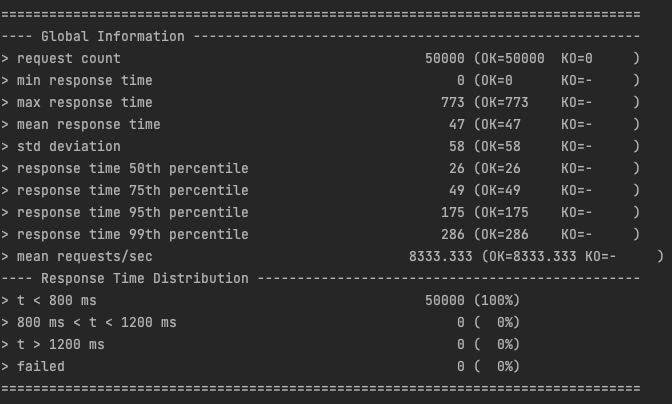 ================================================================================
---- Global Information --------------------------------------------------------
> request count                                      50000 (OK=50000  KO=0     )
> min response time                                      0 (OK=0      KO=-     )
> max response time                                    773 (OK=773    KO=-     )
> mean response time                                    47 (OK=47     KO=-     )
> std deviation                                         58 (OK=58     KO=-     )
> response time 50th percentile                         26 (OK=26     KO=-     )
> response time 75th percentile                         49 (OK=49     KO=-     )
> response time 95th percentile                        175 (OK=175    KO=-     )
> response time 99th percentile                        286 (OK=286    KO=-     )
> mean requests/sec                                8333.333 (OK=8333.333 KO=-     )
---- Response Time Distribution ------------------------------------------------
> t < 800 ms                                         50000 (100%)
> 800 ms < t < 1200 ms                                   0 (  0%)
> t > 1200 ms                                            0 (  0%)
> failed                                                 0 (  0%)
================================================================================